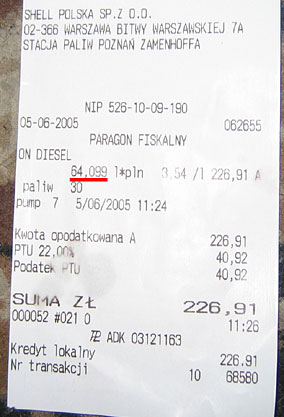 SHELL POLSKA SP.Z O.O.
02-366 WARSZAWA BITWY WARSZAWSKIEJ 7A
STACJA PALIW POZNAŃ ZAMENHOFFA
NIP 526-10-09-190
05-06-2005 062655
PARAGON FISKALNY
ON DIESEL
64,099 l*pln 3,54 /l 226,91 A
paliw 30
pump 7 5/06/2005 11:24
Kwota opodatkowana A 226,91
PTU 22,00% 40,92
Podatek PTU 40,92
SUMA ZŁ 226,91
000052 #021 0 11:26
ADK 03121163
Kredyt lokalny 226,91
Nr transakcji 10 68580